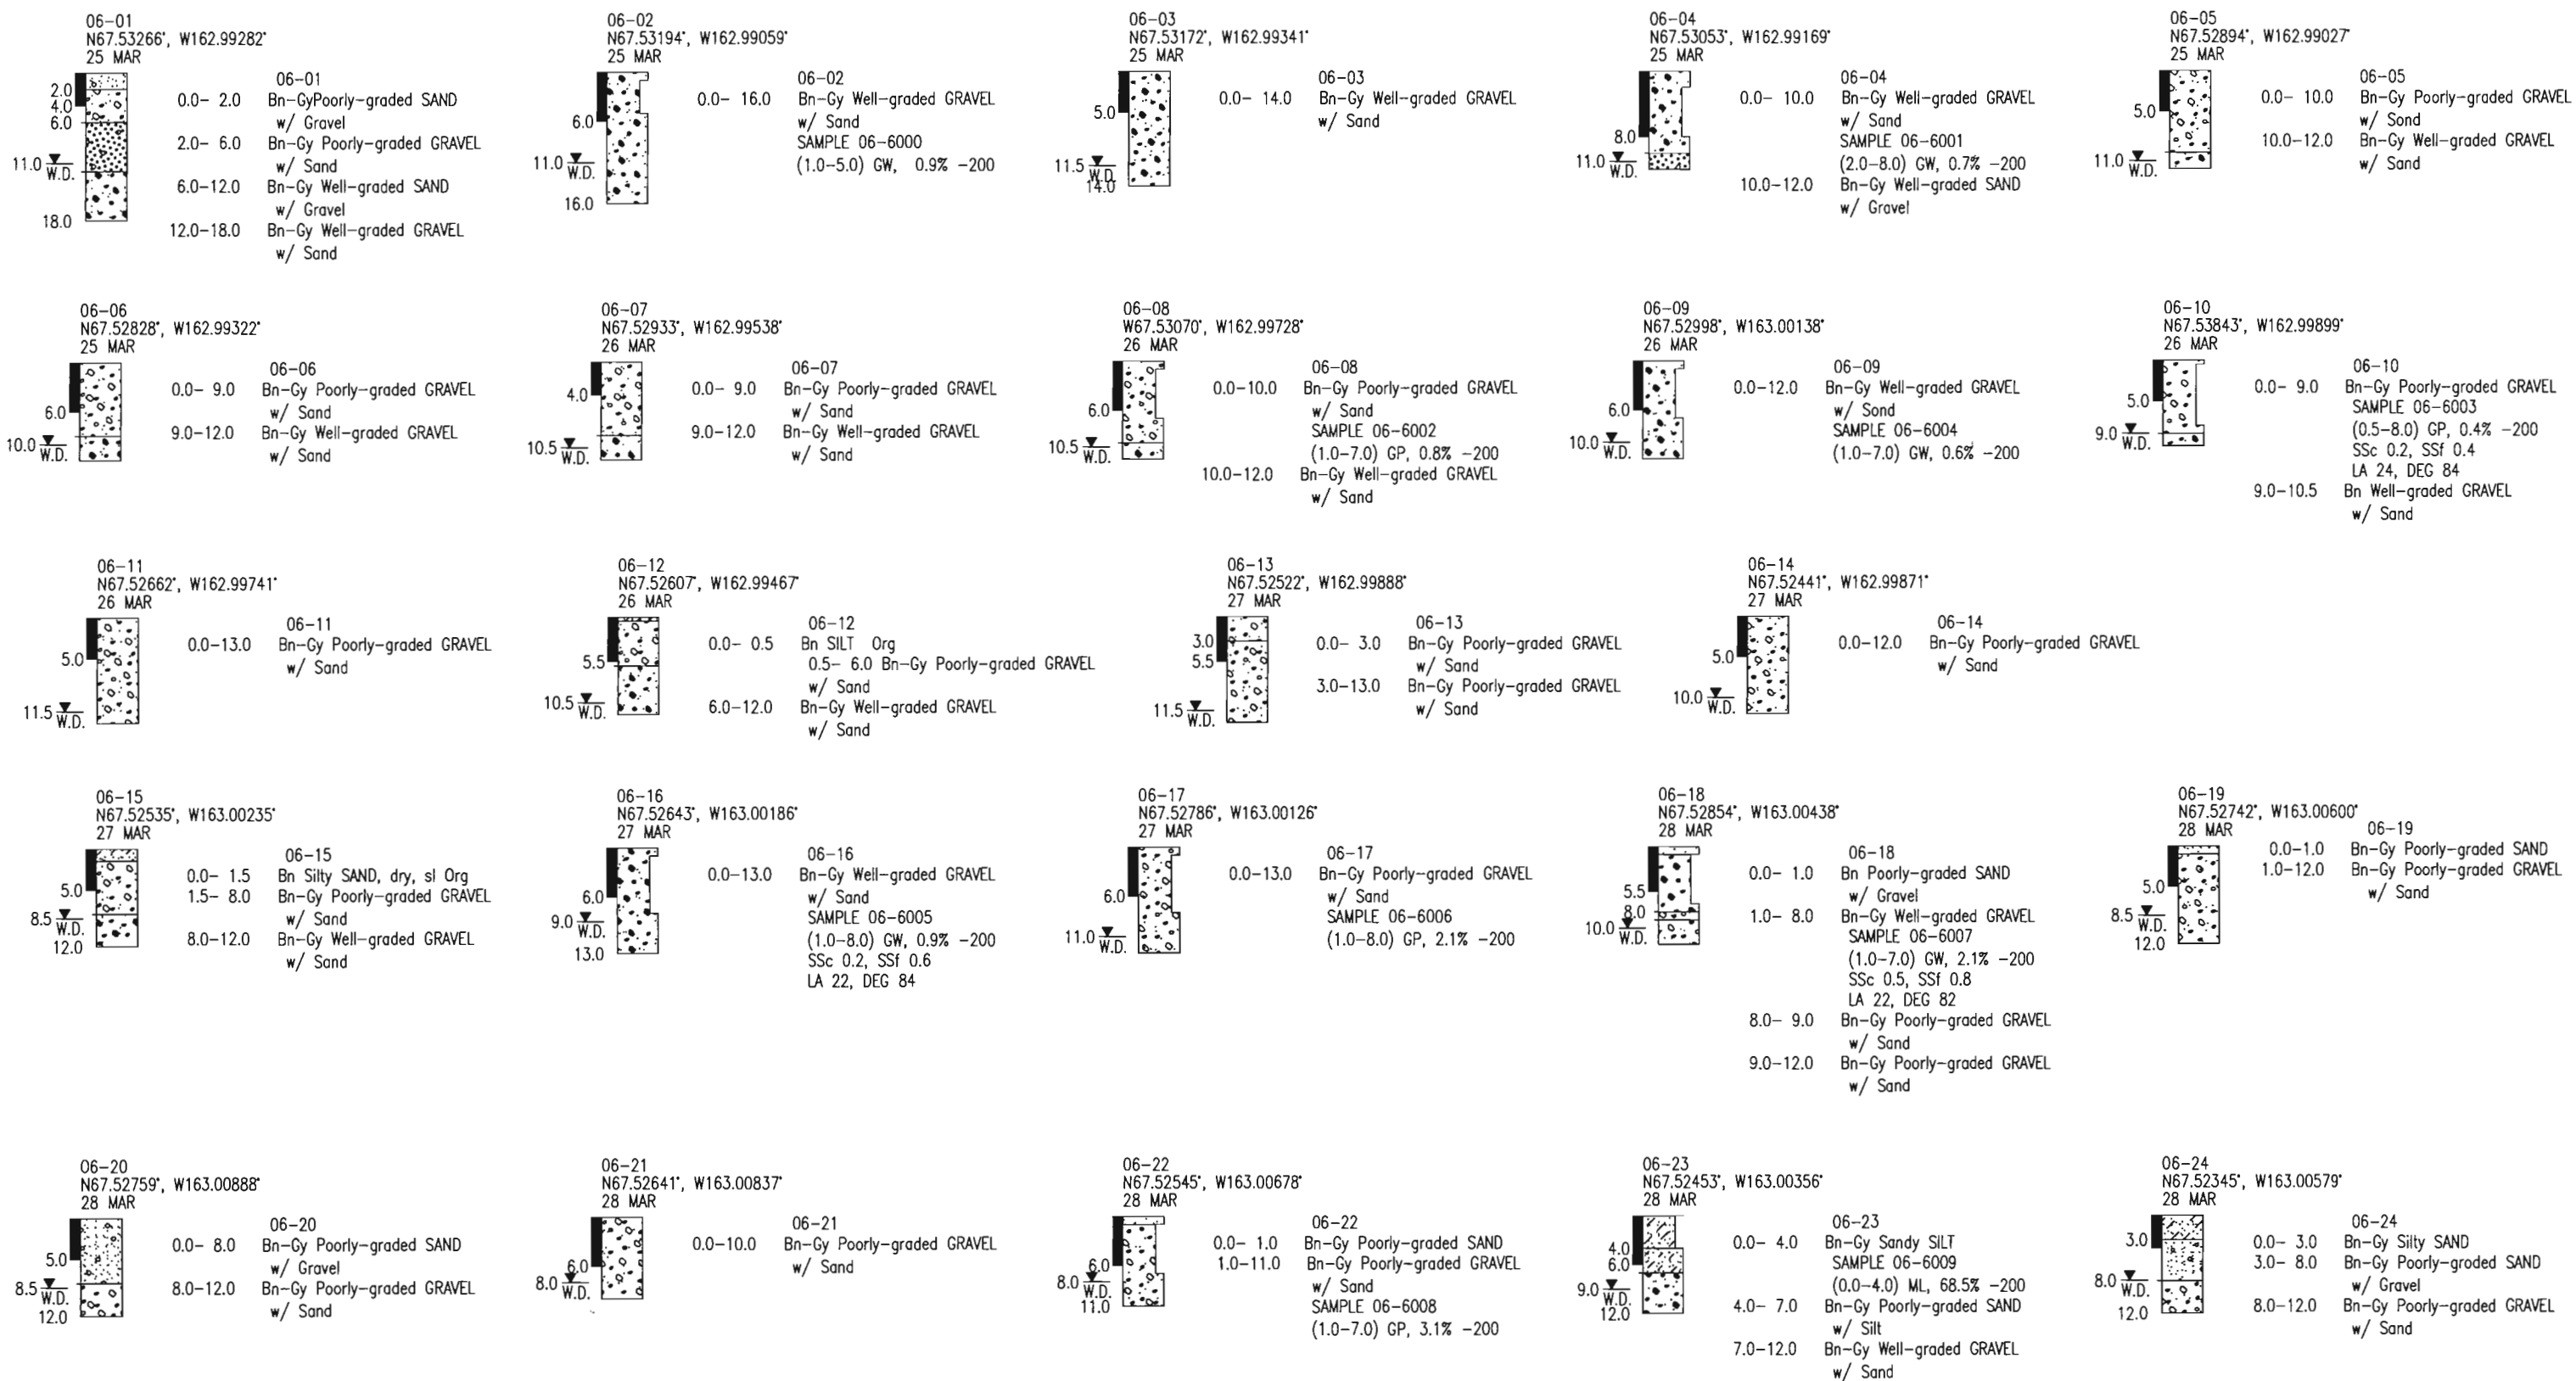 06-01
N67.53266°, W162.99282°
25 MAR
2.0
4.0
6.0
11.0
W.D.
18.0
06-01
0.0- 2.0 Bn-GyPoorly-graded SAND
w/ Gravel
2.0- 6.0 Bn-Gy Poorly-graded GRAVEL
w/ Sand
6.0-12.0 Bn-Gy Well-graded SAND
w/ Gravel
12.0-18.0 Bn-Gy Well-graded GRAVEL
w/ Sand
06-02
N67.53194°, W162.99059°
25 MAR
6.0
11.0
W.D.
16.0
06-02
0.0- 16.0 Bn-Gy Well-graded GRAVEL
w/ Sand
SAMPLE 06-6000
(1.0-5.0) GW, 0.9% -200
06-03
N67.53172°, W162.99341°
25 MAR
5.0
11.5
W.D.
14.0
06-03
0.0- 14.0 Bn-Gy Well-graded GRAVEL
w/ Sand
06-04
N67.53053°, W162.99169°
25 MAR
8.0
11.0
W.D.
06-04
0.0- 10.0 Bn-Gy Well-graded GRAVEL
w/ Sand
SAMPLE 06-6001
(2.0-8.0) GW, 0.7% -200
10.0-12.0 Bn-Gy Well-graded SAND
w/ Gravel
06-05
N67.52894°, W162.99027°
25 MAR
5.0
11.0
W.D.
06-05
0.0- 10.0 Bn-Gy Poorly-graded GRAVEL
w/ Sond
10.0-12.0 Bn-Gy Well-graded GRAVEL
w/ Sand
06-06
N67.52828°, W162.99322°
25 MAR
6.0
10.0
W.D.
06-06
0.0- 9.0 Bn-Gy Poorly-graded GRAVEL
w/ Sand
9.0-12.0 Bn-Gy Well-graded GRAVEL
w/ Sand
06-07
N67.52933°, W162.99538°
26 MAR
4.0
10.5
W.D.
06-07
0.0- 9.0 Bn-Gy Poorly-graded GRAVEL
w/ Sand
9.0-12.0 Bn-Gy Well-graded GRAVEL
w/ Sand
06-08
W67.53070°, W162.99728°
26 MAR
6.0
10.5
W.D.
06-08
0.0-10.0 Bn-Gy Poorly-graded GRAVEL
w/ Sand
SAMPLE 06-6002
(1.0-7.0) GP, 0.8% -200
10.0-12.0 Bn-Gy Well-graded GRAVEL
w/ Sand
06-09
N67.52998°, W163.00138°
26 MAR
6.0
10.0
W.D.
06-09
0.0-12.0 Bn-Gy Well-graded GRAVEL
w/ Sond
SAMPLE 06-6004
(1.0-7.0) GW, 0.6% -200
06-10
N67.53843°, W162.99899°
26 MAR
5.0
9.0
W.D.
06-10
0.0- 9.0 Bn-Gy Poorly-groded GRAVEL
SAMPLE 06-6003
(0.5-8.0) GP, 0.4% -200
SSc 0.2, SSf 0.4
LA 24, DEG 84
9.0-10.5 Bn Well-graded GRAVEL
w/ Sand
06-11
N67.52662°, W162.99741°
26 MAR
5.0
11.5
W.D.
06-11
0.0-13.0 Bn-Gy Poorly-graded GRAVEL
w/ Sand
06-12
N67.52607°, W162.99467°
26 MAR
5.5
10.5
W.D.
06-12
0.0- 0.5 Bn SILT Org
0.5- 6.0 Bn-Gy Poorly-graded GRAVEL
w/ Sand
6.0-12.0 Bn-Gy Well-graded GRAVEL
w/ Sand
06-13
N67.52522°, W162.99888°
27 MAR
3.0
5.5
11.5
W.D.
06-13
0.0- 3.0 Bn-Gy Poorly-graded GRAVEL
w/ Sand
3.0-13.0 Bn-Gy Poorly-graded GRAVEL
w/ Sand
06-14
N67.52441°, W162.99871°
27 MAR
5.0
10.0
W.D.
06-14
0.0-12.0 Bn-Gy Poorly-graded GRAVEL
w/ Sand
06-15
N67.52535°, W163.00235°
27 MAR
5.0
8.5
W.D.
12.0
06-15
0.0- 1.5 Bn Silty SAND, dry, sl Org
1.5- 8.0 Bn-Gy Poorly-graded GRAVEL
w/ Sand
8.0-12.0 Bn-Gy Well-graded GRAVEL
w/ Sand
06-16
N67.52643°, W163.00186°
27 MAR
6.0
9.0
W.D.
13.0
06-16
0.0-13.0 Bn-Gy Well-graded GRAVEL
w/ Sand
SAMPLE 06-6005
(1.0-8.0) GW, 0.9% -200
SSc 0.2, SSf 0.6
LA 22, DEG 84
06-17
N67.52786°, W163.00126°
27 MAR
6.0
11.0
W.D.
06-17
0.0-13.0 Bn-Gy Poorly-graded GRAVEL
w/ Sand
SAMPLE 06-6006
(1.0-8.0) GP, 2.1% -200
06-18
N67.52854°, W163.00438°
28 MAR
5.5
8.0
10.0
W.D.
06-18
0.0- 1.0 Bn Poorly-graded SAND
w/ Gravel
1.0- 8.0 Bn-Gy Well-graded GRAVEL
SAMPLE 06-6007
(1.0-7.0) GW, 2.1% -200
SSc 0.5, SSf 0.8
LA 22, DEG 82
8.0- 9.0 Bn-Gy Poorly-graded GRAVEL
w/ Sand
9.0-12.0 Bn-Gy Poorly-graded GRAVEL
w/ Sand
06-19
N67.52742°, W163.00600°
28 MAR
5.0
8.5
W.D.
12.0
06-19
0.0-1.0 Bn-Gy Poorly-graded SAND
1.0-12.0 Bn-Gy Poorly-graded GRAVEL
w/ Sand
06-20
N67.52759°, W163.00888°
28 MAR
5.0
8.5
W.D.
12.0
06-20
0.0- 8.0 Bn-Gy Poorly-graded SAND
w/ Gravel
8.0-12.0 Bn-Gy Poorly-graded GRAVEL
w/ Sand
06-21
N67.52641°, W163.00837°
28 MAR
6.0
8.0
W.D.
06-21
0.0-10.0 Bn-Gy Poorly-graded GRAVEL
w/ Sand
06-22
N67.52545°, W163.00678°
28 MAR
6.0
8.0
W.D.
11.0
06-22
0.0- 1.0 Bn-Gy Poorly-graded SAND
1.0-11.0 Bn-Gy Poorly-graded GRAVEL
w/ Sand
SAMPLE 06-6008
(1.0-7.0) GP, 3.1% -200
06-23
N67.52453°, W163.00356°
28 MAR
4.0
6.0
9.0
W.D.
12.0
06-23
0.0- 4.0 Bn-Gy Sandy SILT
SAMPLE 06-6009
(0.0-4.0) ML, 68.5% -200
4.0- 7.0 Bn-Gy Poorly-graded SAND
w/ Silt
7.0-12.0 Bn-Gy Well-graded GRAVEL
w/ Sand
06-24
N67.52345°, W163.00579°
28 MAR
3.0
8.0
W.D.
12.0
06-24
0.0- 3.0 Bn-Gy Silty SAND
3.0- 8.0 Bn-Gy Poorly-graded SAND
w/ Gravel
8.0-12.0 Bn-Gy Poorly-graded GRAVEL
w/ Sand